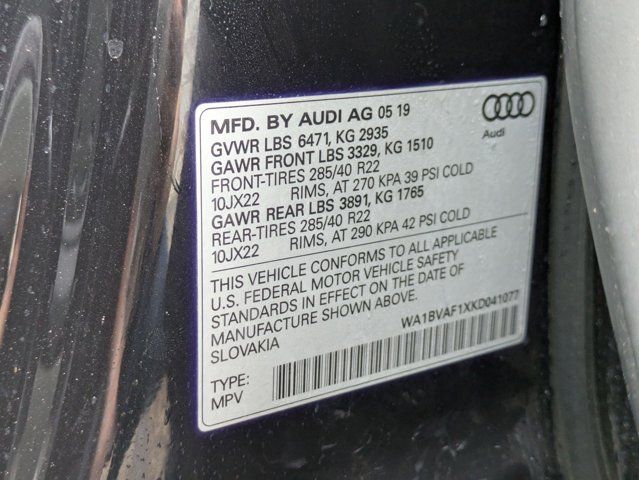 MFD. BY AUDI AG 05 19
GVWR LBS 6471, KG 2935
GAWR FRONT LBS 3329, KG 1510
FRONT-TIRES 285/40 R22
10JX22 RIMS, AT 270 KPA 39 PSI COLD
GAWR REAR LBS 3891, KG 1765
REAR-TIRES 285/40 R22
10JX22 RIMS, AT 290 KPA 42 PSI COLD
Audi
THIS VEHICLE CONFORMS TO ALL APPLICABLE
U.S. FEDERAL MOTOR VEHICLE SAFETY
STANDARDS IN EFFECT ON THE DATE OF
MANUFACTURE SHOWN ABOVE.
SLOVAKIA
WA1BVAF1XKD041077
TYPE:
MPV